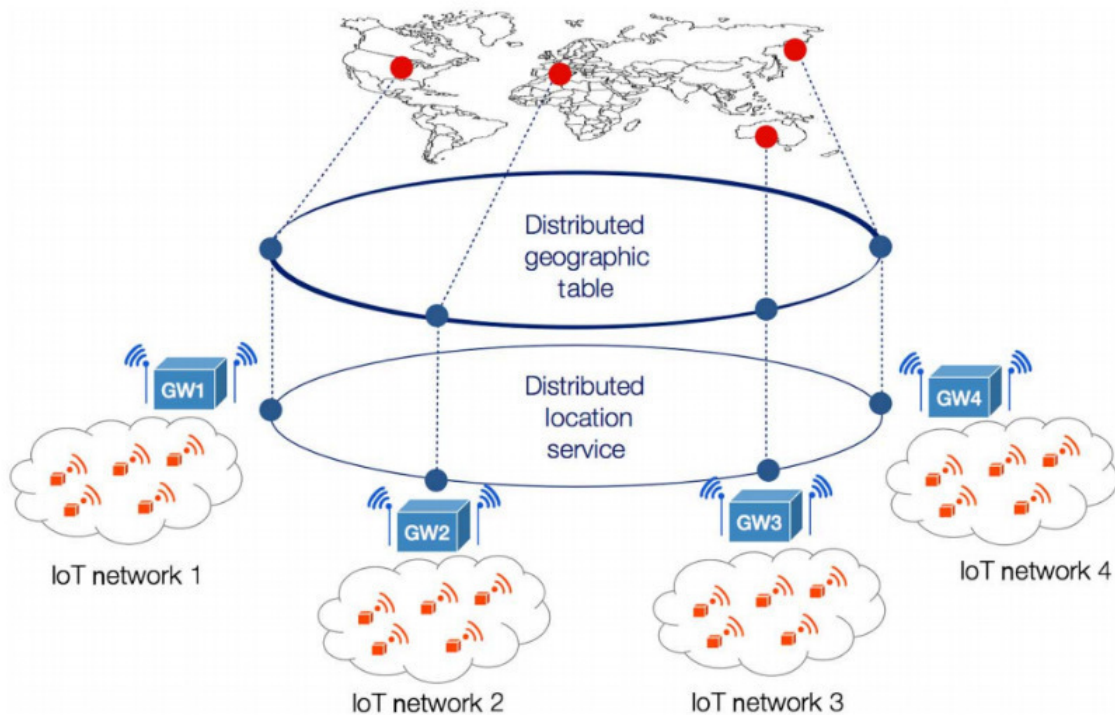 Distributed
geographic
table
GW1
Distributed
location
service
GW4
GW2
GW3
IoT network 1
IoT network 4
IoT network 2
IoT network 3